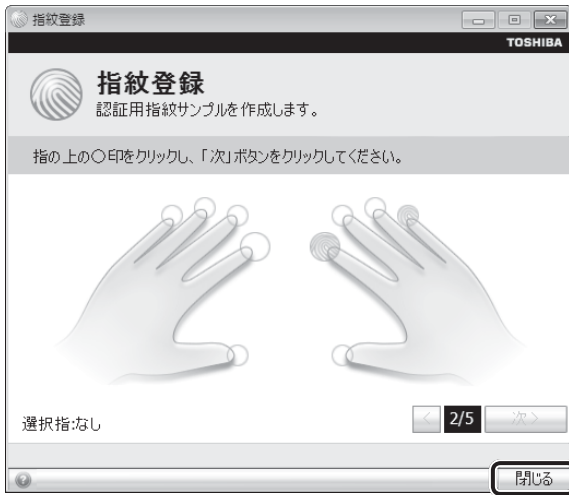 指紋登録
TOSHIBA
指紋登録
認証用指紋サンプルを作成します。
指の上の○印をクリックし、「次」ボタンをクリックしてください。
選択指:なし
< 2/5 次 >
閉じる